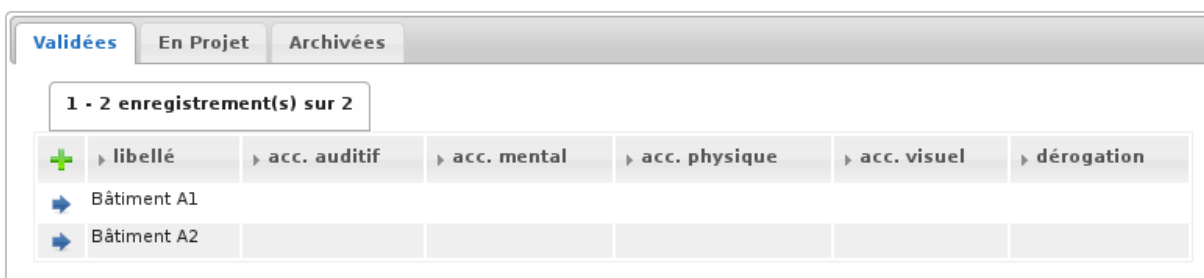 Validées En Projet Archivées
1 - 2 enregistrement(s) sur 2
libellé acc. auditif acc. mental acc. physique acc. visuel dérogation
Bâtiment A1
Bâtiment A2